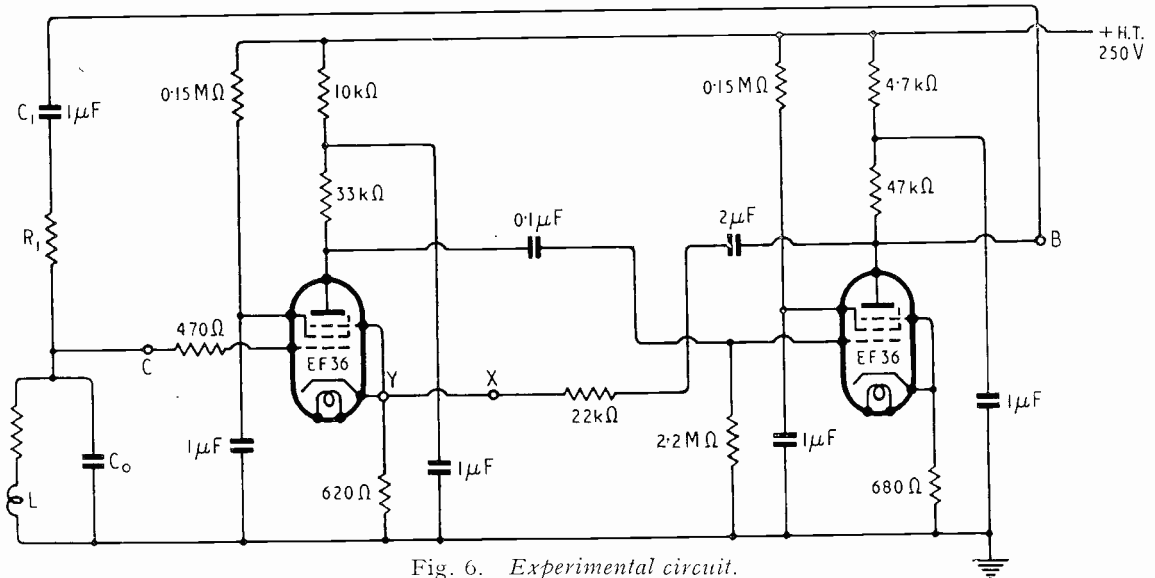 + H.T.
250 V
0·15MΩ
10kΩ
0·15MΩ
4·7kΩ
C1
1μF
33kΩ
47kΩ
R1
0·1μF
2μF
B
470Ω
C
EF36
Y
X
EF36
22kΩ
2·2MΩ
1μF
1μF
1μF
1μF
C0
L
620Ω
680Ω
Fig. 6. Experimental circuit.